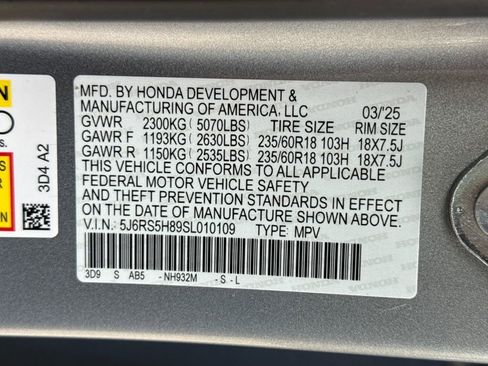 MFD. BY HONDA DEVELOPMENT &
MANUFACTURING OF AMERICA, LLC 03/'25
GVWR 2300KG (5070LBS) TIRE SIZE RIM SIZE
GAWR F 1193KG (2630LBS) 235/60R18 103H 18X7.5J
GAWR R 1150KG (2535LBS) 235/60R18 103H 18X7.5J
THIS VEHICLE CONFORMS TO ALL APPLICABLE
FEDERAL MOTOR VEHICLE SAFETY
AND THEFT PREVENTION STANDARDS IN EFFECT
ON THE DATE OF MANUFACTURE SHOWN ABOVE.
V.I.N.: 5J6RS5H89SL010109 TYPE: MPV
3D9 S AB5 -NH932M - S - L
3D4 A2